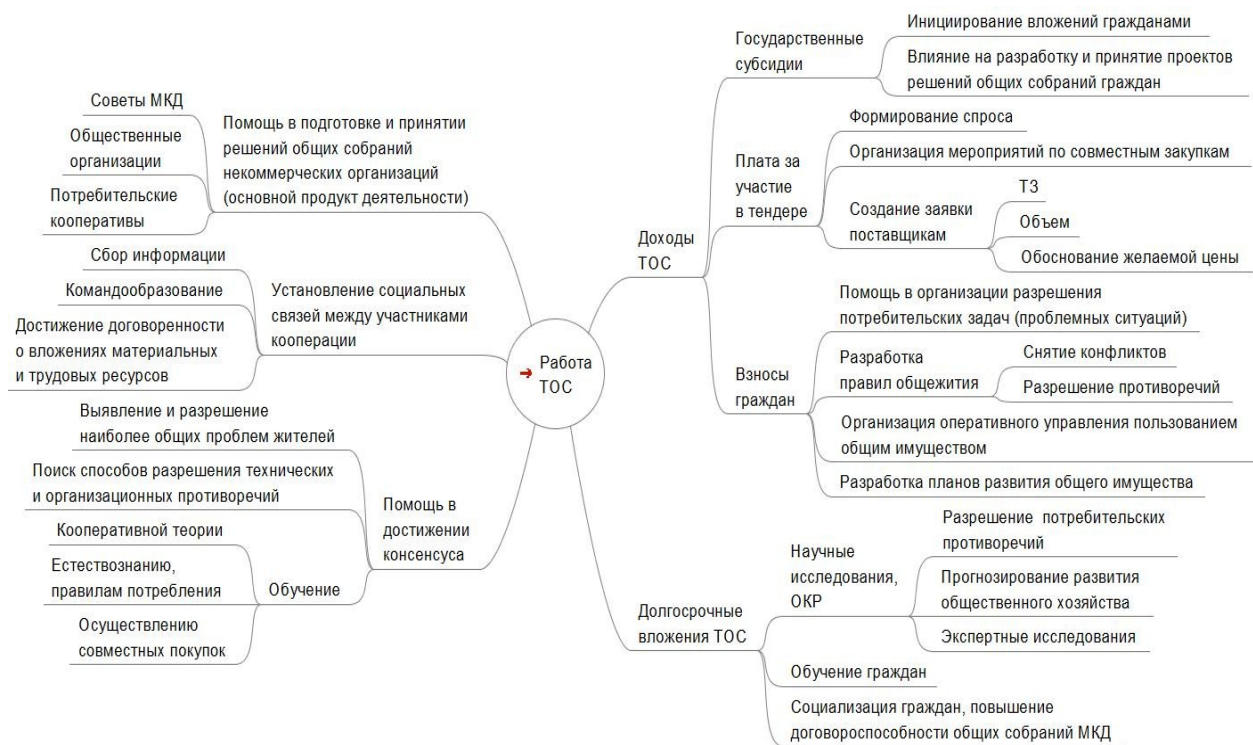 Работа
ТОС
Помощь в подготовке и принятии
решений общих собраний
некоммерческих организаций
(основной продукт деятельности)
Советы МКД
Общественные
организации
Потребительские
кооперативы
Установление социальных
связей между участниками
кооперации
Сбор информации
Командообразование
Достижение договоренности
о вложениях материальных
и трудовых ресурсов
Помощь в
достижении
консенсуса
Выявление и разрешение
наиболее общих проблем жителей
Поиск способов разрешения технических
и организационных противоречий
Обучение
Кооперативной теории
Естествознанию,
правилам потребления
Осуществлению
совместных покупок
Доходы
ТОС
Государственные
субсидии
Инициирование вложений гражданами
Влияние на разработку и принятие проектов
решений общих собраний граждан
Плата за
участие
в тендере
Формирование спроса
Организация мероприятий по совместным закупкам
Создание заявки
поставщикам
ТЗ
Объем
Обоснование желаемой цены
Взносы
граждан
Помощь в организации разрешения
потребительских задач (проблемных ситуаций)
Разработка
правил общежития
Снятие конфликтов
Разрешение противоречий
Организация оперативного управления пользованием
общим имуществом
Разработка планов развития общего имущества
Долгосрочные
вложения ТОС
Научные
исследования,
ОКР
Разрешение потребительских
противоречий
Прогнозирование развития
общественного хозяйства
Экспертные исследования
Обучение граждан
Социализация граждан, повышение
договороспособности общих собраний МКД